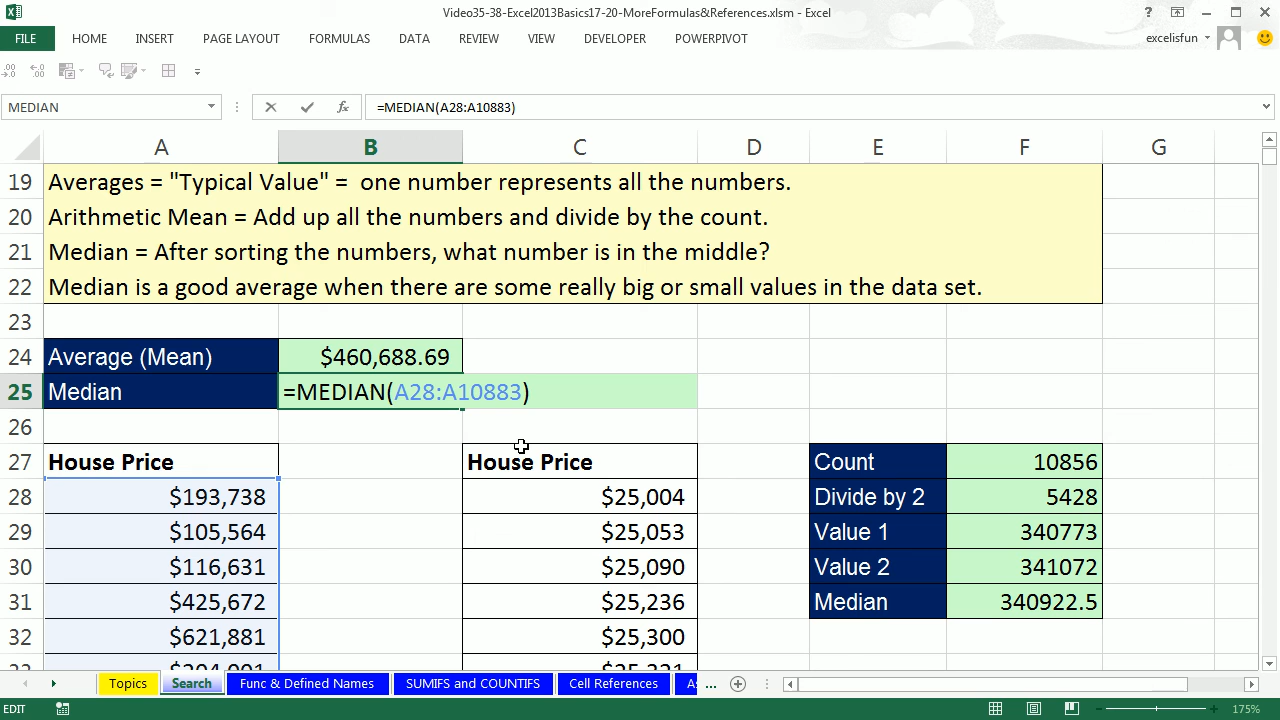 Video35-38-Excel2013Basics17-20-MoreFormulas&References.xlsm - Excel
FILE HOME INSERT PAGE LAYOUT FORMULAS DATA REVIEW VIEW DEVELOPER POWERPIVOT excelisfun
MEDIAN fx =MEDIAN(A28:A10883)
A B C D E F G
19 Averages = "Typical Value" = one number represents all the numbers.
20 Arithmetic Mean = Add up all the numbers and divide by the count.
21 Median = After sorting the numbers, what number is in the middle?
22 Median is a good average when there are some really big or small values in the data set.
23
24 Average (Mean) $460,688.69
25 Median =MEDIAN(A28:A10883)
26
27 House Price House Price Count 10856
28 $193,738 $25,004 Divide by 2 5428
29 $105,564 $25,053 Value 1 340773
30 $116,631 $25,090 Value 2 341072
31 $425,672 $25,236 Median 340922.5
32 $621,881 $25,300
Topics Search Func & Defined Names SUMIFS and COUNTIFS Cell References As ...
EDIT 175%